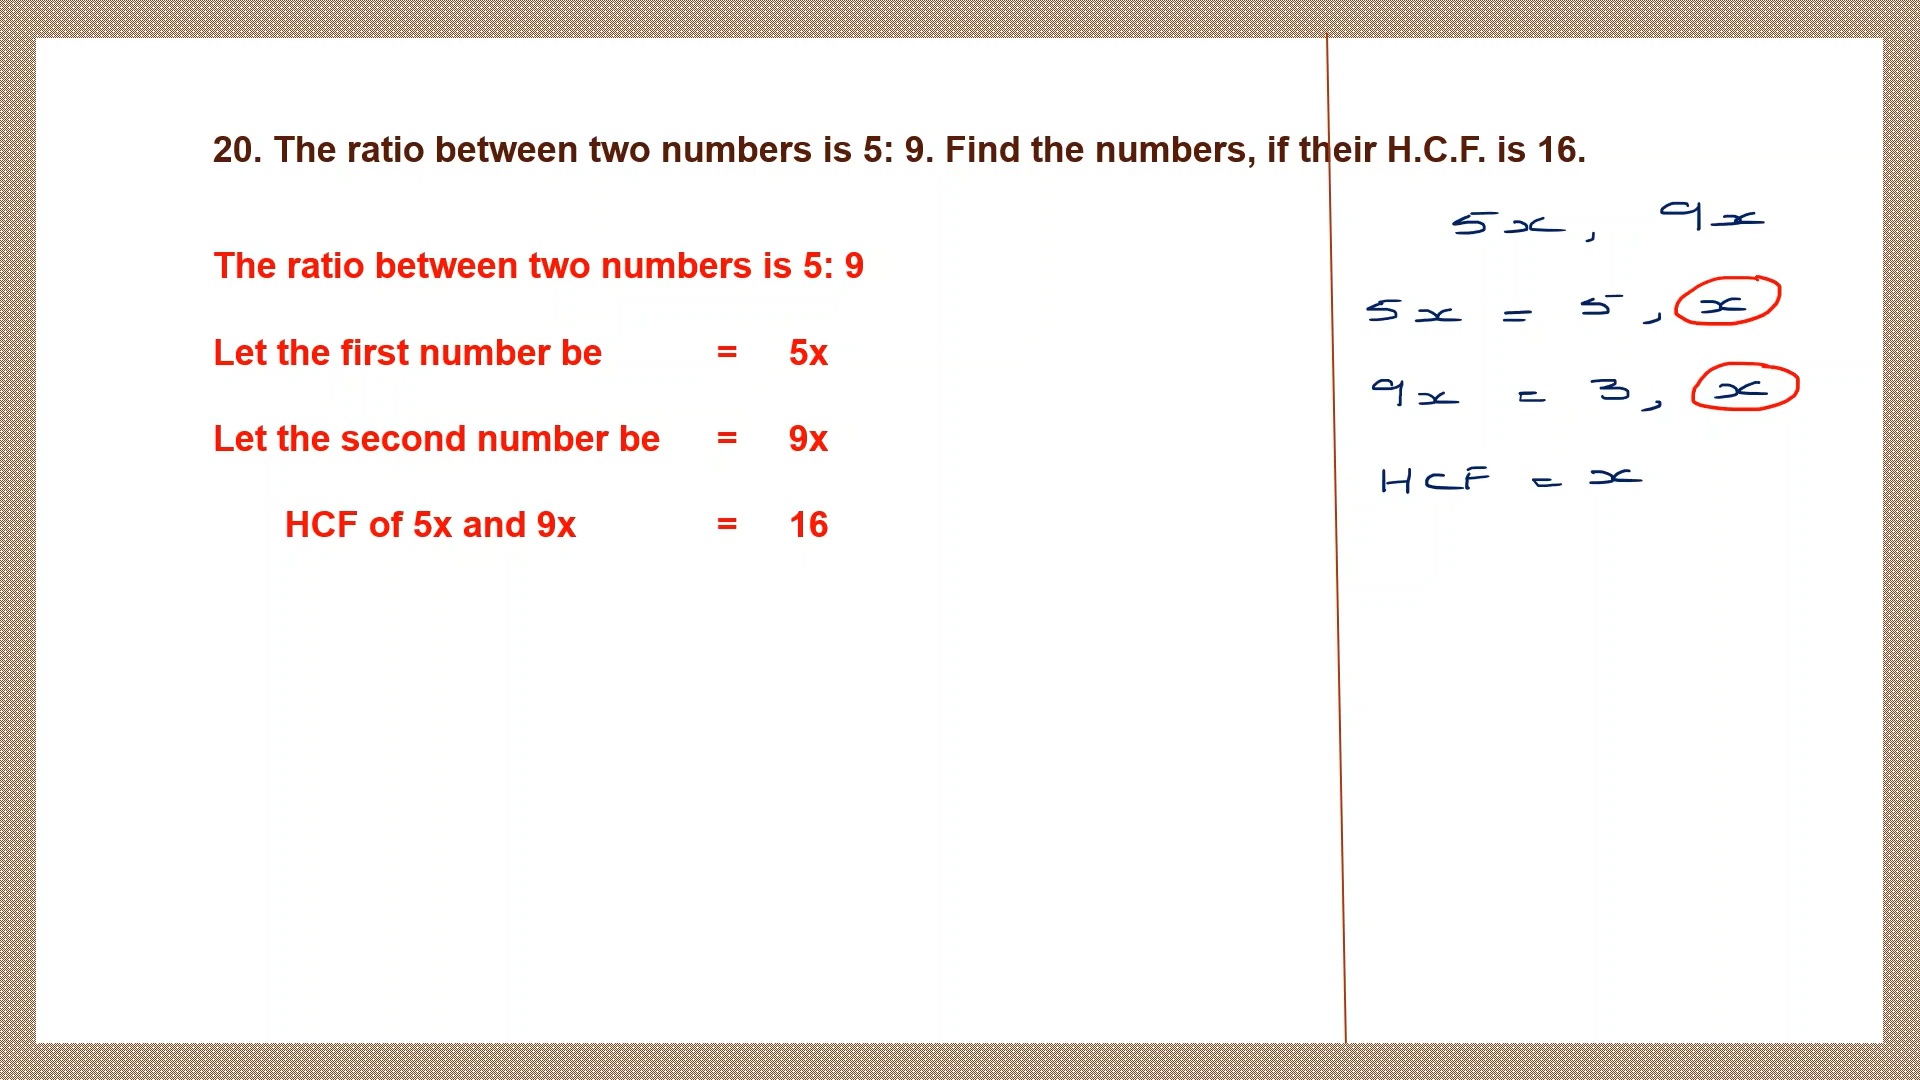 20. The ratio between two numbers is 5: 9. Find the numbers, if their H.C.F. is 16.
The ratio between two numbers is 5: 9
Let the first number be = 5x
Let the second number be = 9x
HCF of 5x and 9x = 16
5x, 9x
5x = 5, x
9x = 3, x
HCF = x